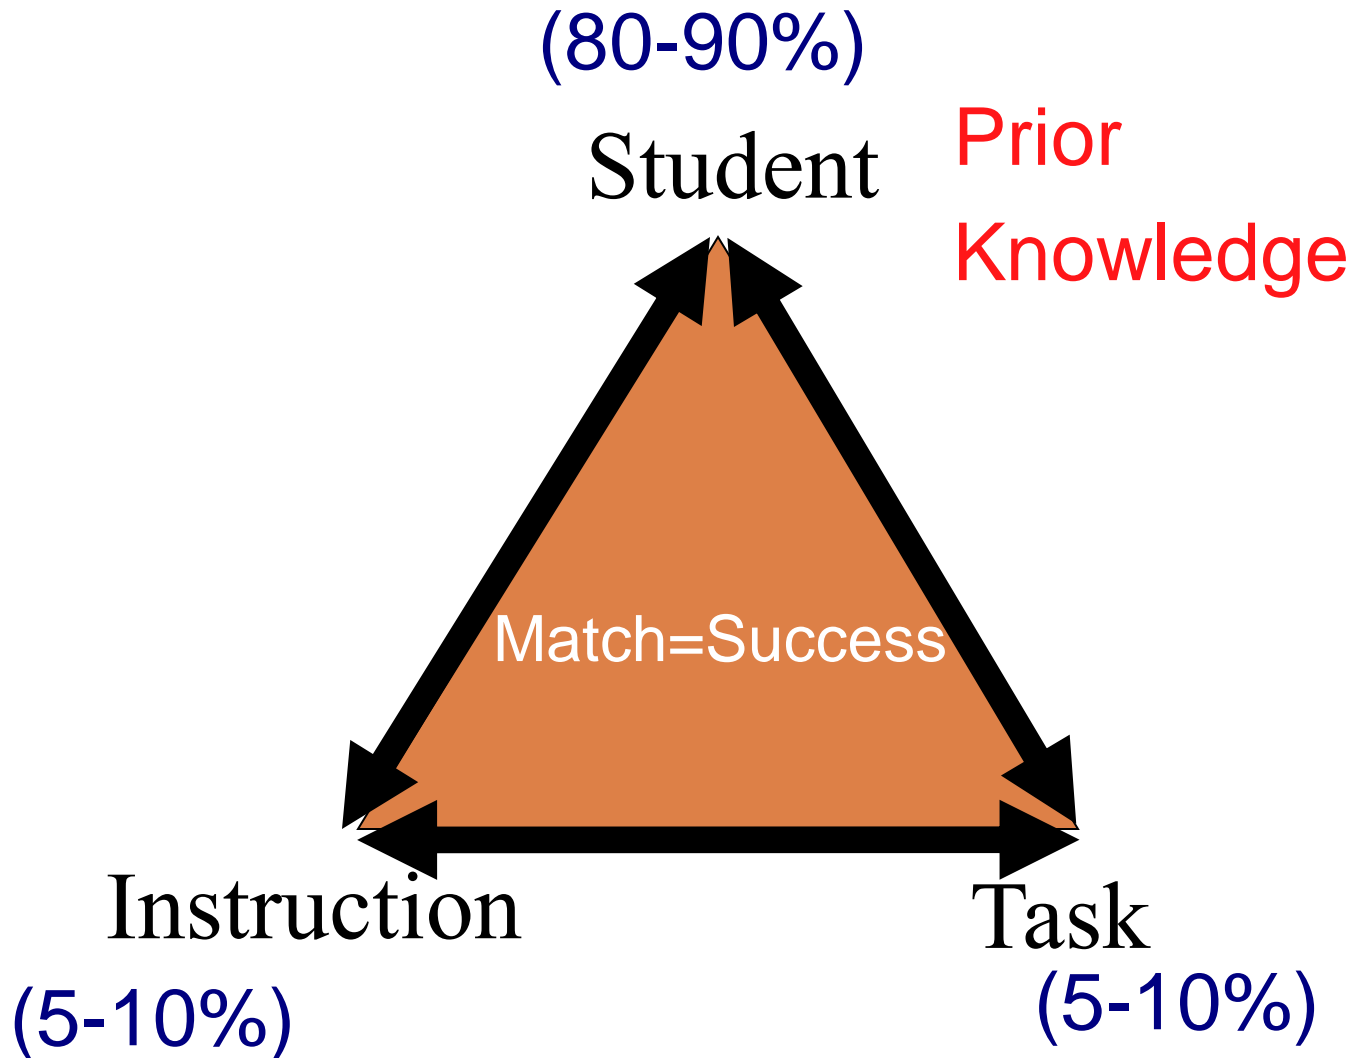 (80-90%)
Student
Prior
Knowledge
Match=Success
Instruction
(5-10%)
Task
(5-10%)